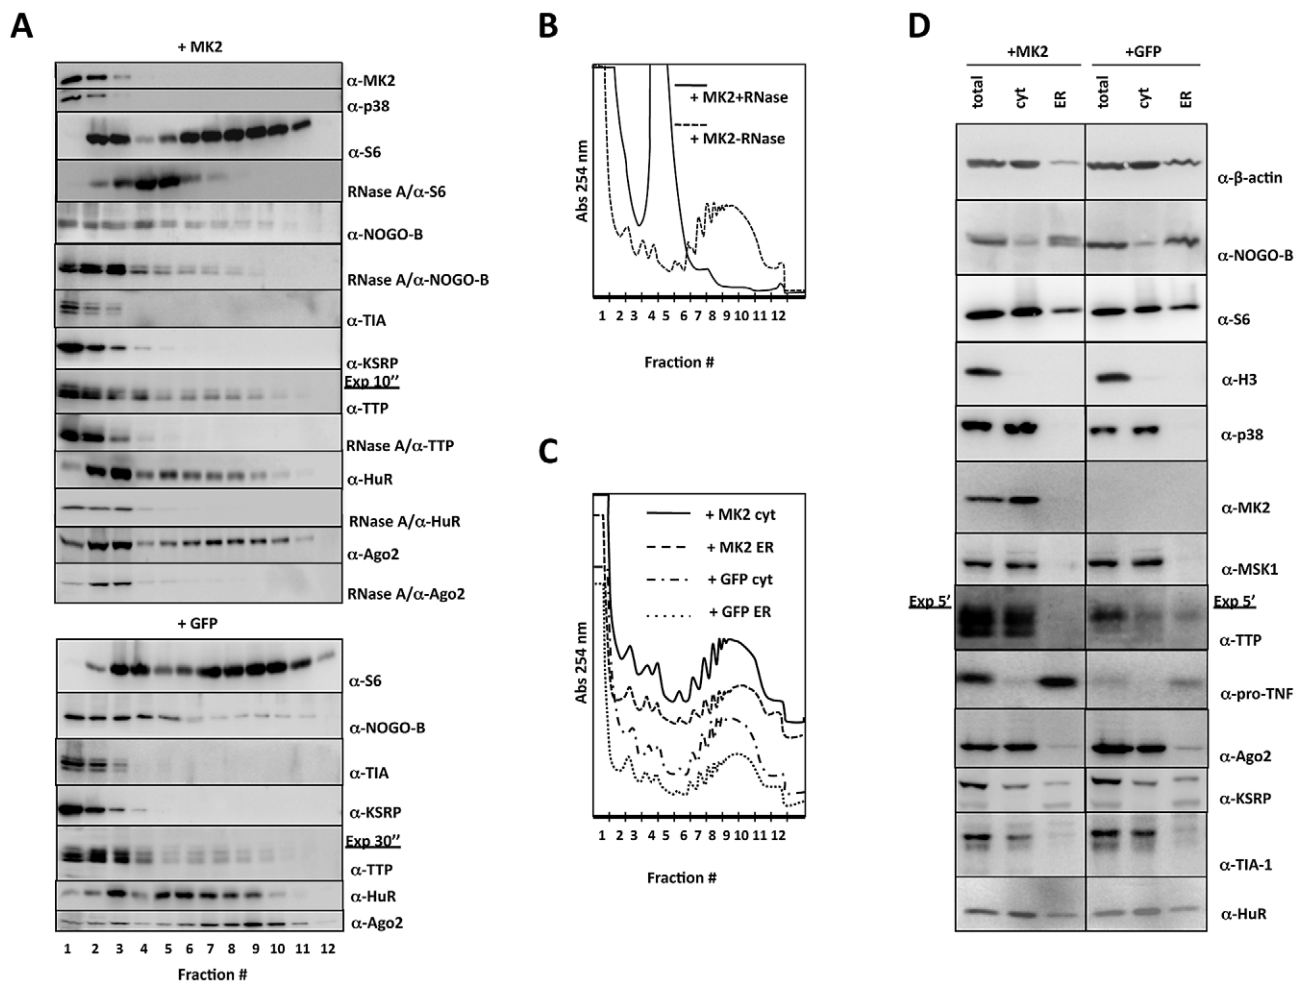 A
+ MK2
α-MK2
α-p38
α-S6
RNase A/α-S6
α-NOGO-B
RNase A/α-NOGO-B
α-TIA
α-KSRP
Exp 10’’
α-TTP
RNase A/α-TTP
α-HuR
RNase A/α-HuR
α-Ago2
RNase A/α-Ago2
+ GFP
α-S6
α-NOGO-B
α-TIA
α-KSRP
Exp 30’’
α-TTP
α-HuR
α-Ago2
1 2 3 4 5 6 7 8 9 10 11 12
Fraction #
B
+ MK2+RNase
+ MK2-RNase
Abs 254 nm
1 2 3 4 5 6 7 8 9 10 11 12
Fraction #
C
+ MK2 cyt
+ MK2 ER
+ GFP cyt
+ GFP ER
Abs 254 nm
1 2 3 4 5 6 7 8 9 10 11 12
Fraction #
D
+MK2 +GFP
total cyt ER total cyt ER
α-β-actin
α-NOGO-B
α-S6
α-H3
α-p38
α-MK2
α-MSK1
Exp 5’ Exp 5’
α-TTP
α-pro-TNF
α-Ago2
α-KSRP
α-TIA-1
α-HuR